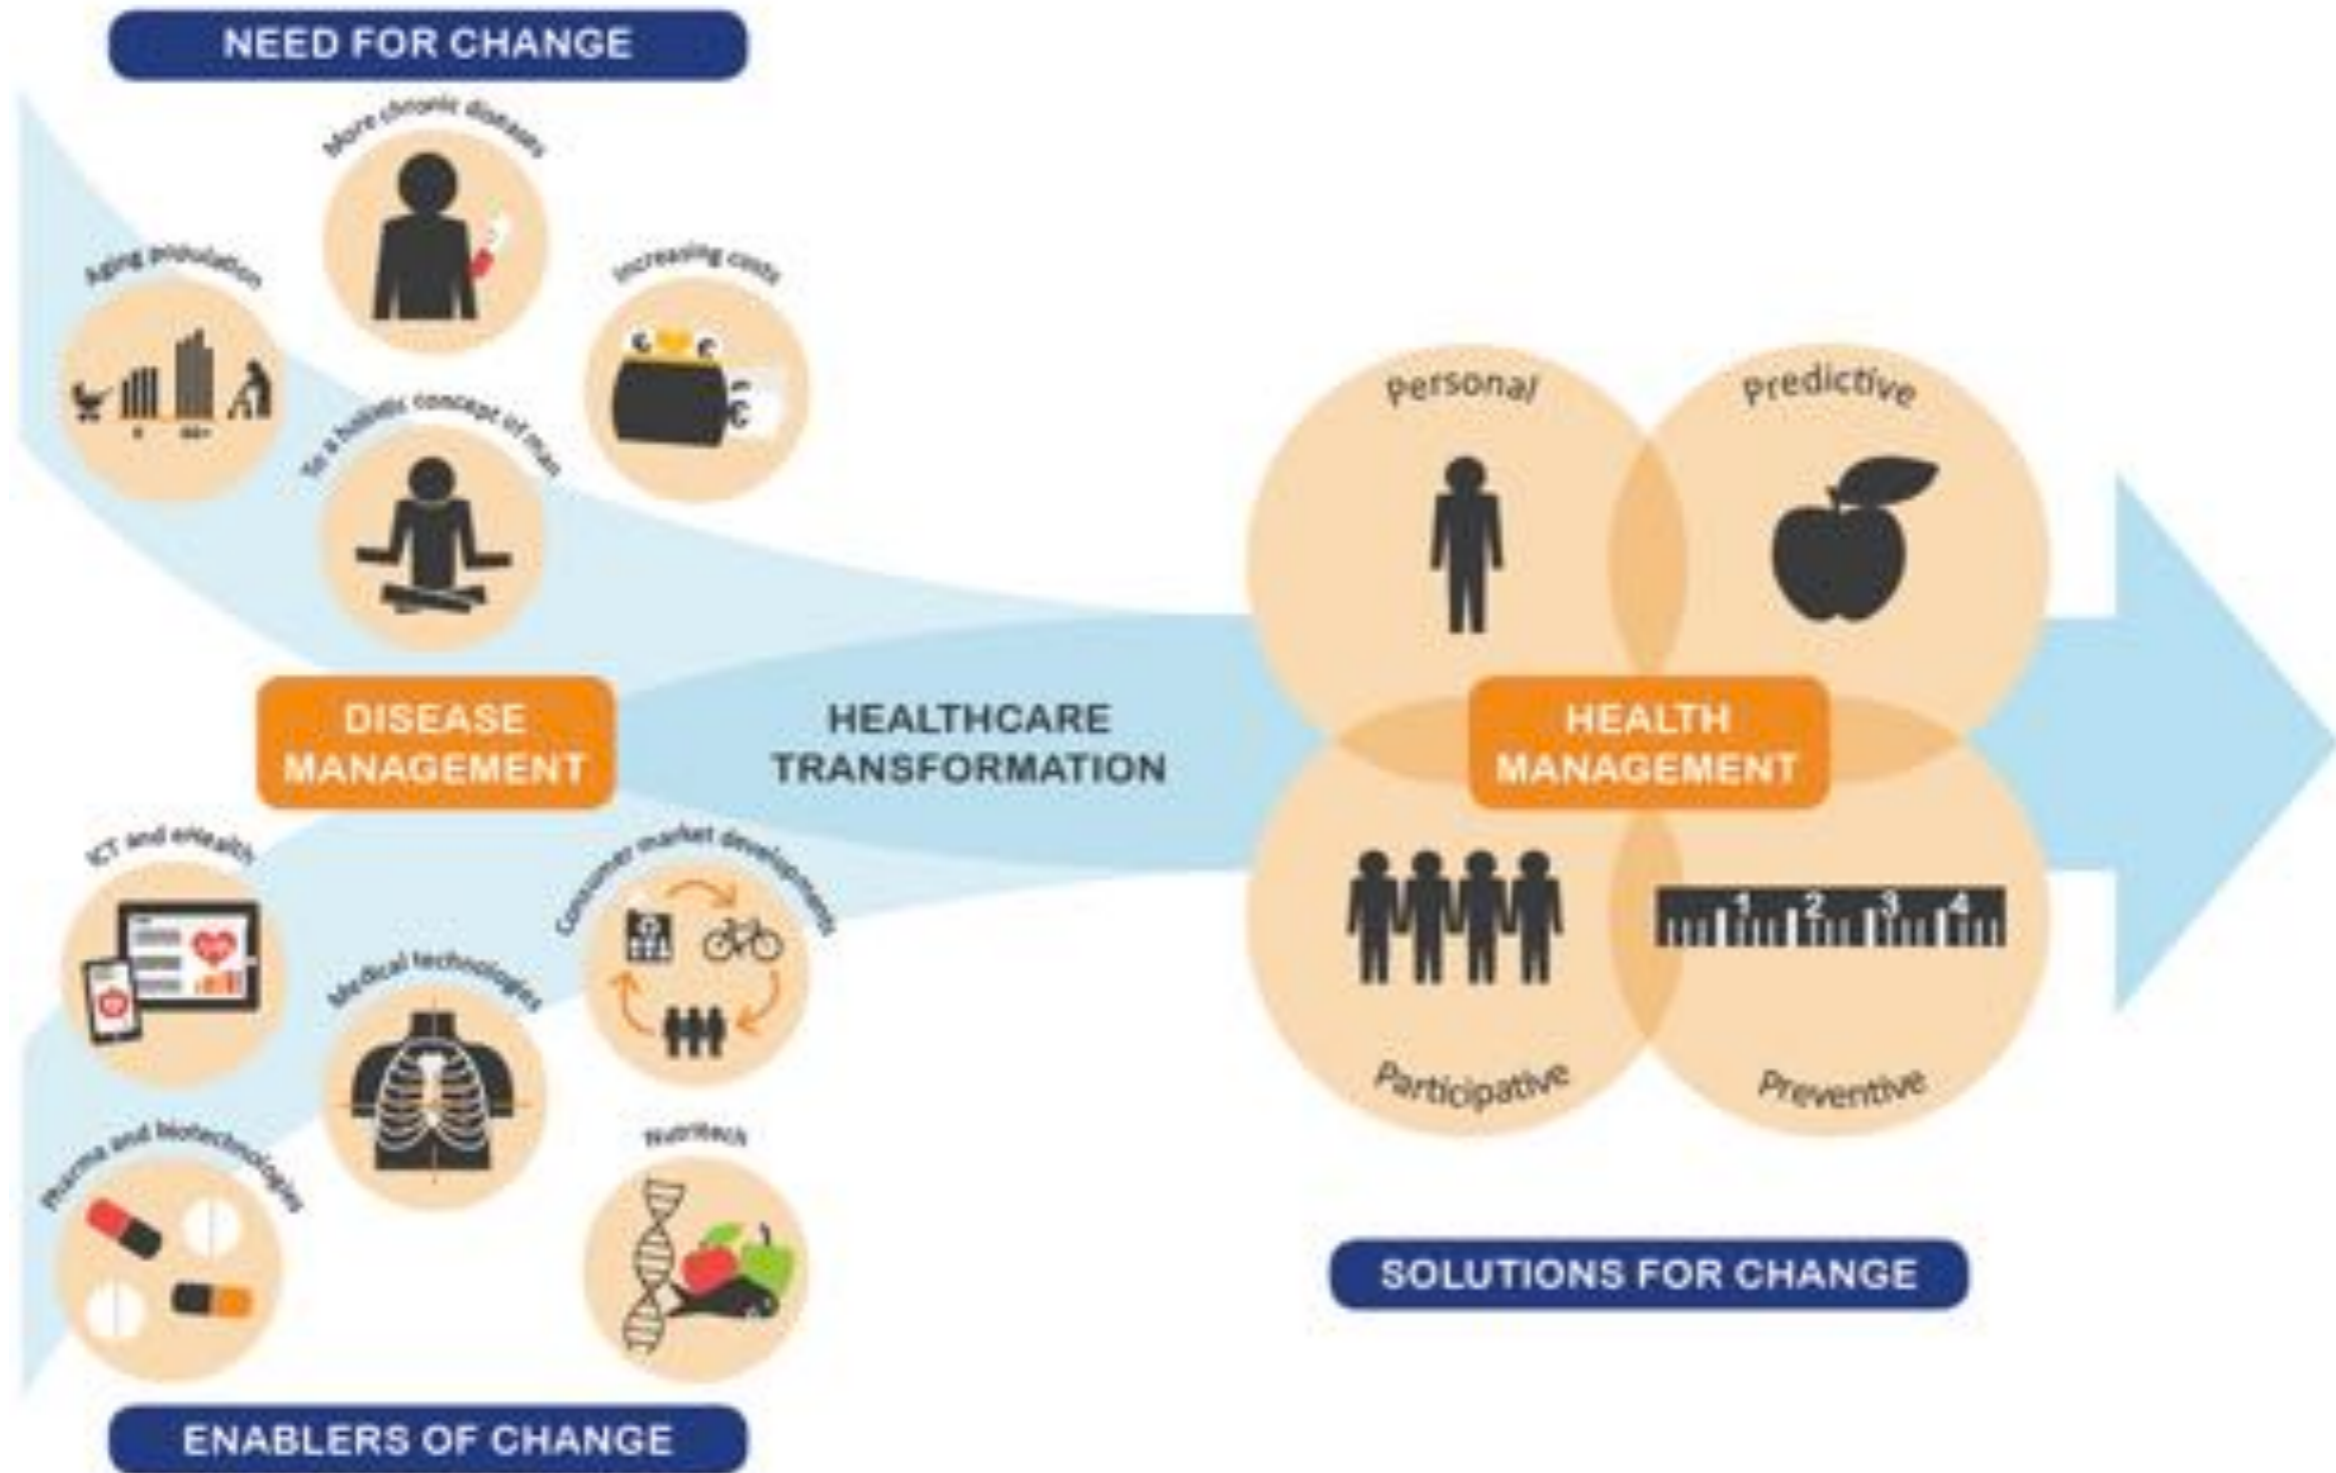 NEED FOR CHANGE
More chronic diseases
Aging population
Increasing costs
To a holistic concept of man
DISEASE
MANAGEMENT
HEALTHCARE
TRANSFORMATION
ICT and eHealth
Consumer market developments
Medical technologies
Pharma and biotechnologies
Nutritech
ENABLERS OF CHANGE
Personal
Predictive
HEALTH
MANAGEMENT
1 2 3 4
Participative
Preventive
SOLUTIONS FOR CHANGE